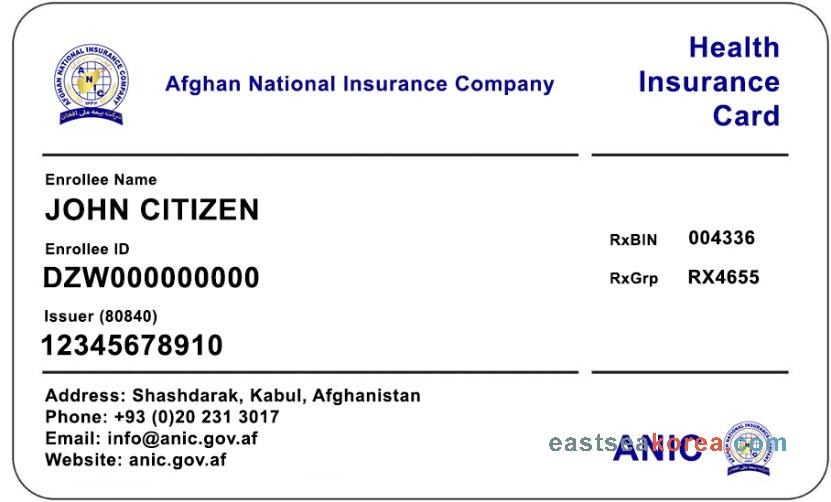 AFGHAN NATIONAL INSURANCE COMPANY
A N C
شرکت بیمه ملی افغان
Afghan National Insurance Company
Health
Insurance
Card
Enrollee Name
JOHN CITIZEN
Enrollee ID
DZW000000000
Issuer (80840)
12345678910
RxBIN 004336
RxGrp RX4655
Address: Shashdarak, Kabul, Afghanistan
Phone: +93 (0)20 231 3017
Email: info@anic.gov.af
Website: anic.gov.af
ANIC
eastseakorea.com